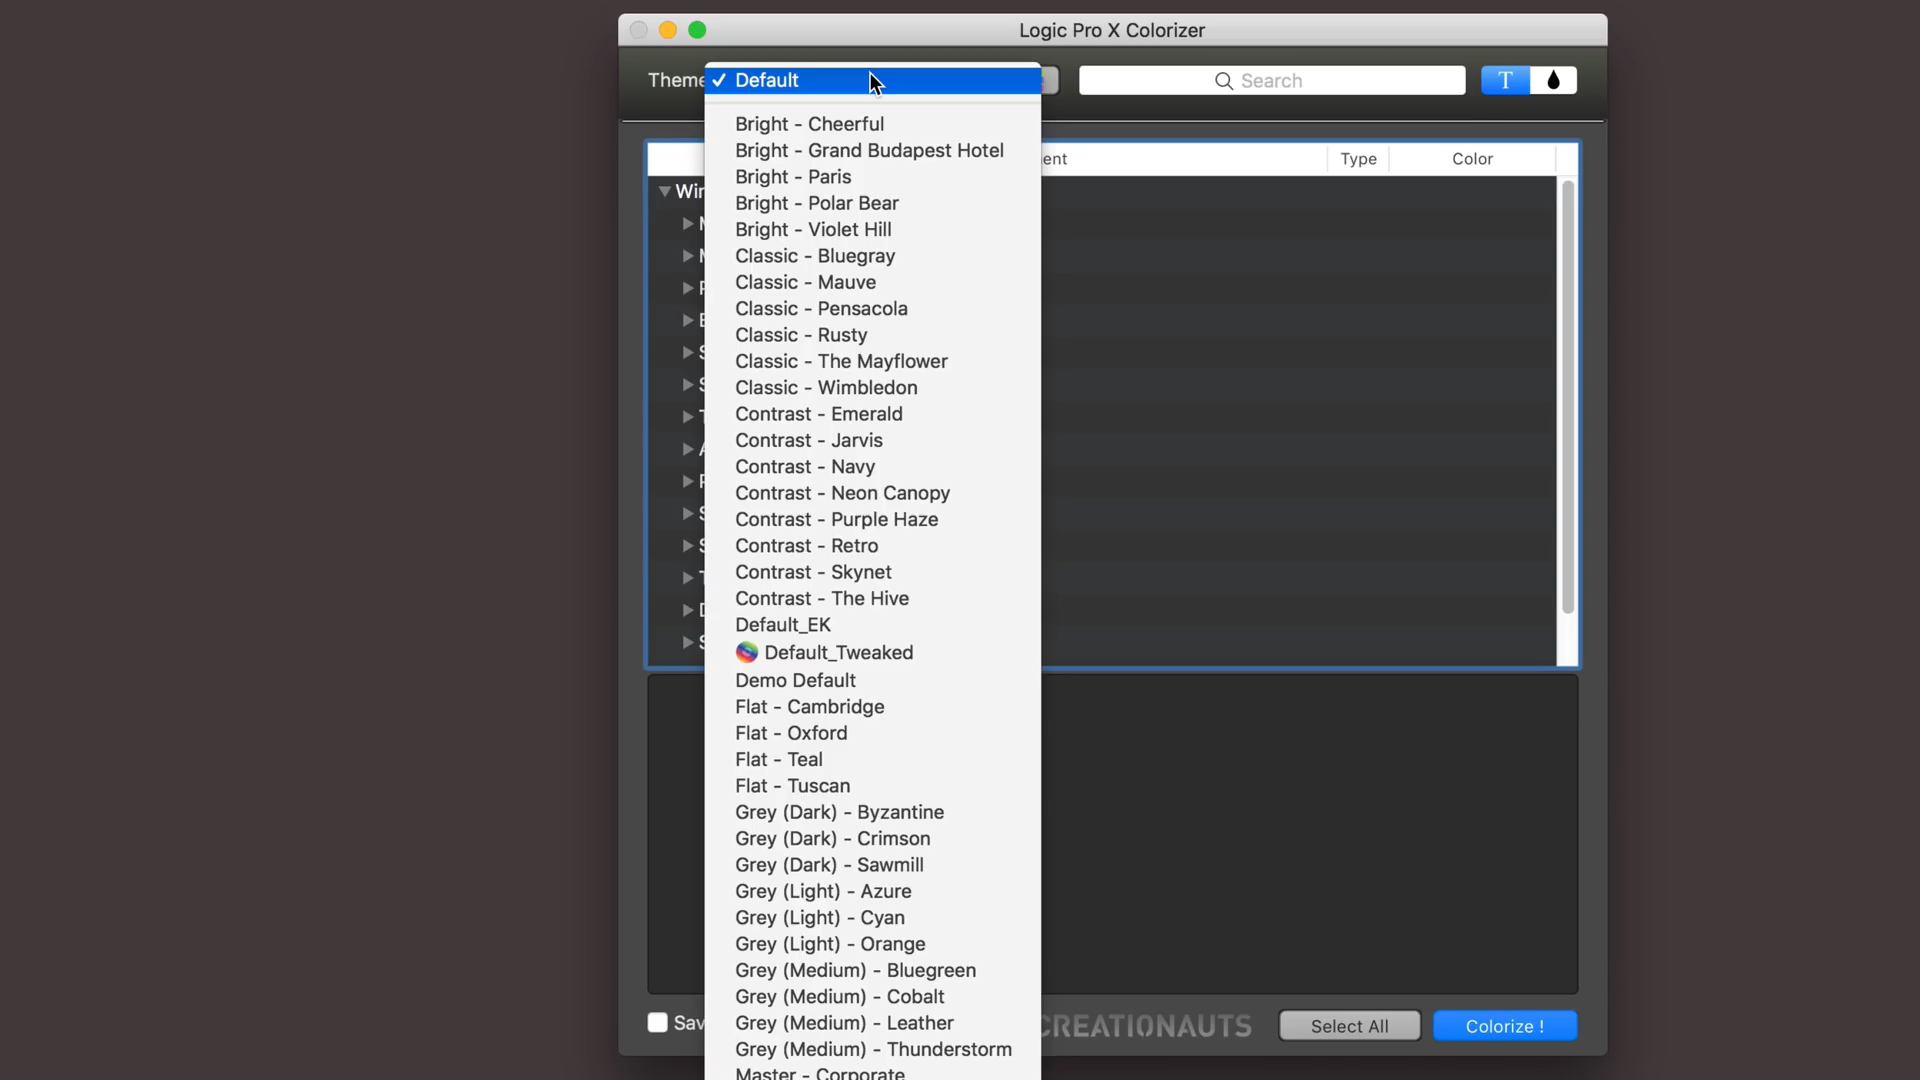 Logic Pro X Colorizer
Theme
✓ Default
Search
T
Bright - Cheerful
Bright - Grand Budapest Hotel
Bright - Paris
Bright - Polar Bear
Bright - Violet Hill
Classic - Bluegray
Classic - Mauve
Classic - Pensacola
Classic - Rusty
Classic - The Mayflower
Classic - Wimbledon
Contrast - Emerald
Contrast - Jarvis
Contrast - Navy
Contrast - Neon Canopy
Contrast - Purple Haze
Contrast - Retro
Contrast - Skynet
Contrast - The Hive
Default_EK
Default_Tweaked
Demo Default
Flat - Cambridge
Flat - Oxford
Flat - Teal
Flat - Tuscan
Grey (Dark) - Byzantine
Grey (Dark) - Crimson
Grey (Dark) - Sawmill
Grey (Light) - Azure
Grey (Light) - Cyan
Grey (Light) - Orange
Grey (Medium) - Bluegreen
Grey (Medium) - Cobalt
Grey (Medium) - Leather
Grey (Medium) - Thunderstorm
Master - Corporate
ent Type Color
Win
Sav
CREATIONAUTS
Select All
Colorize !